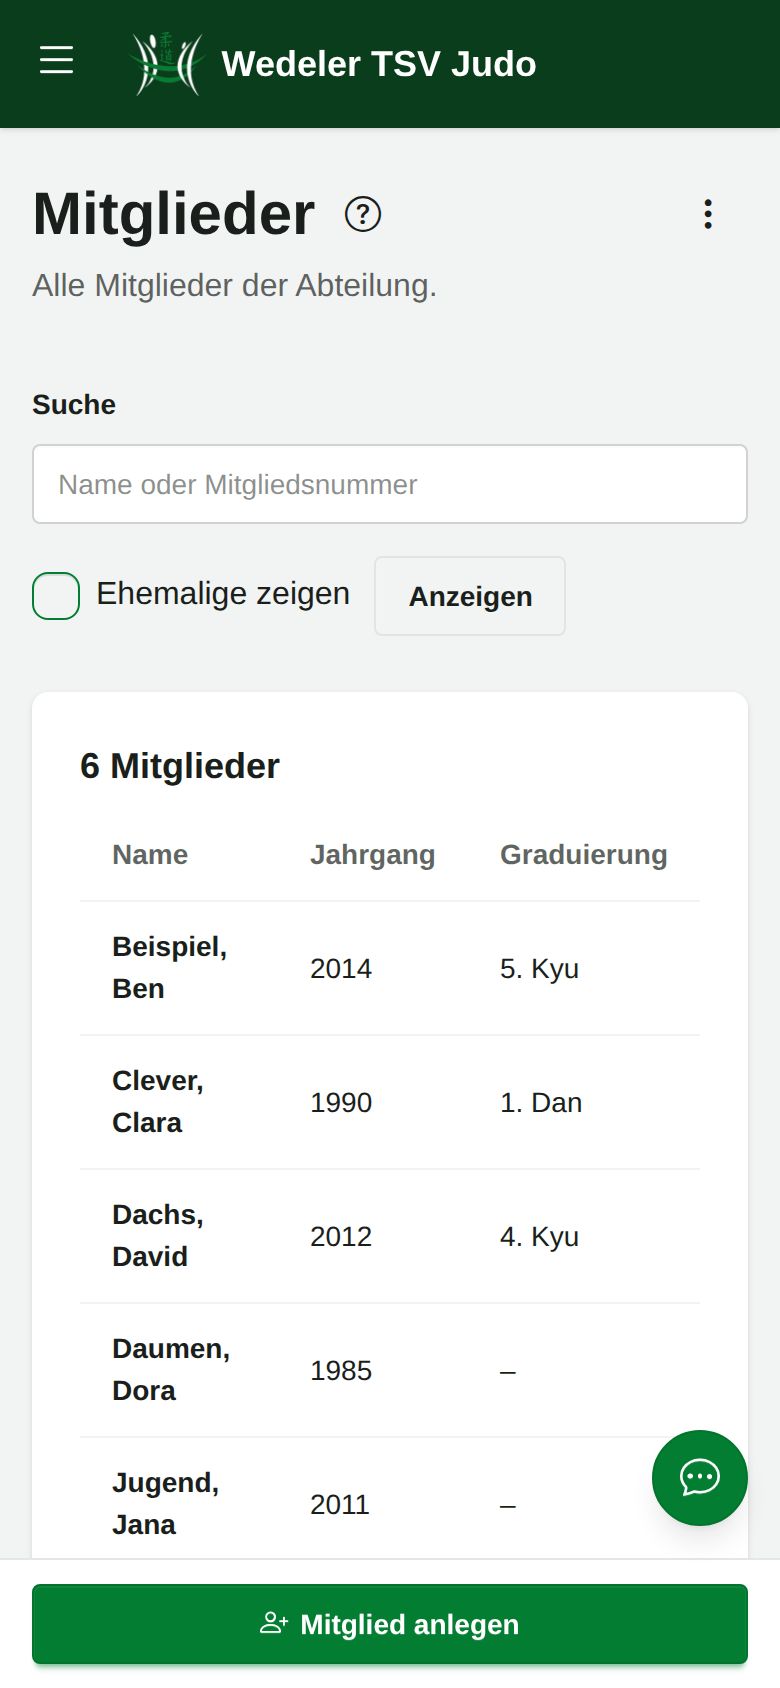 柔道
Wedeler TSV Judo
Mitglieder ?
Alle Mitglieder der Abteilung.
Suche
Name oder Mitgliedsnummer
Ehemalige zeigen Anzeigen
6 Mitglieder
Name Jahrgang Graduierung
Beispiel,
Ben 2014 5. Kyu
Clever,
Clara 1990 1. Dan
Dachs,
David 2012 4. Kyu
Daumen,
Dora 1985 –
Jugend,
Jana 2011 –
Mitglied anlegen